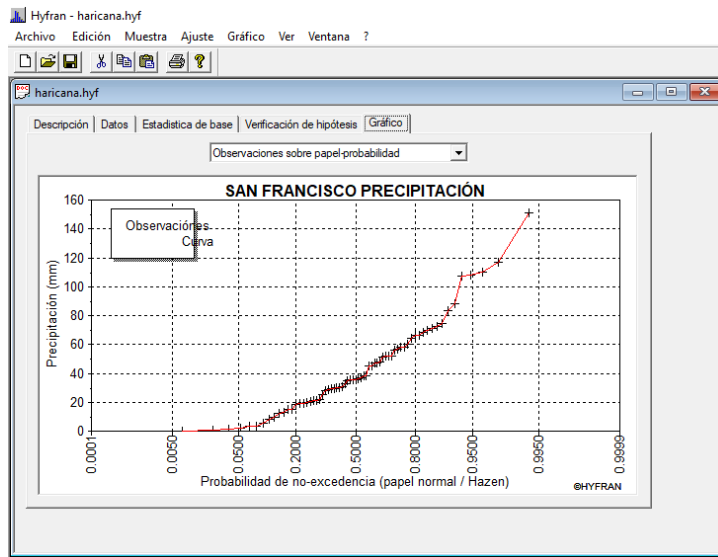 Hyfran - haricana.hyf
Archivo Edición Muestra Ajuste Gráfico Ver Ventana ?
haricana.hyf
Descripción Datos Estadistica de base Verificación de hipótesis Gráfico
Observaciones sobre papel-probabilidad
SAN FRANCISCO PRECIPITACIÓN
Observaciónes
Curva
Precipitación (mm)
160
140
120
100
80
60
40
20
0
0.0001 0.0050 0.0500 0.2000 0.5000 0.8000 0.9500 0.9950 0.9999
Probabilidad de no-excedencia (papel normal / Hazen)
©HYFRAN